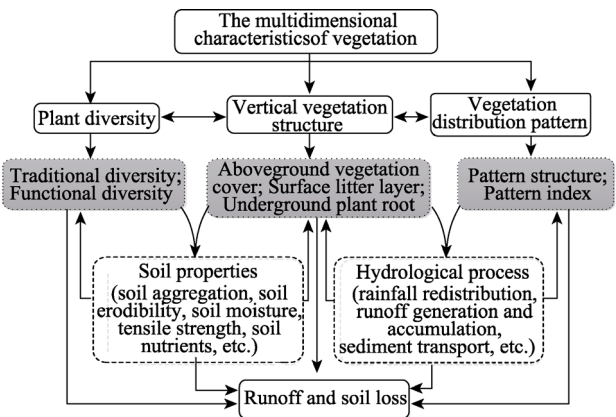 The multidimensional
characteristicsof vegetation
Plant diversity
Vertical vegetation
structure
Vegetation
distribution pattern
Traditional diversity;
Functional diversity
Aboveground vegetation
cover; Surface litter layer;
Underground plant root
Pattern structure;
Pattern index
Soil properties
(soil aggregation, soil
erodibility, soil moisture,
tensile strength, soil
nutrients, etc.)
Hydrological process
(rainfall redistribution,
runoff generation and
accumulation,
sediment transport, etc.)
Runoff and soil loss